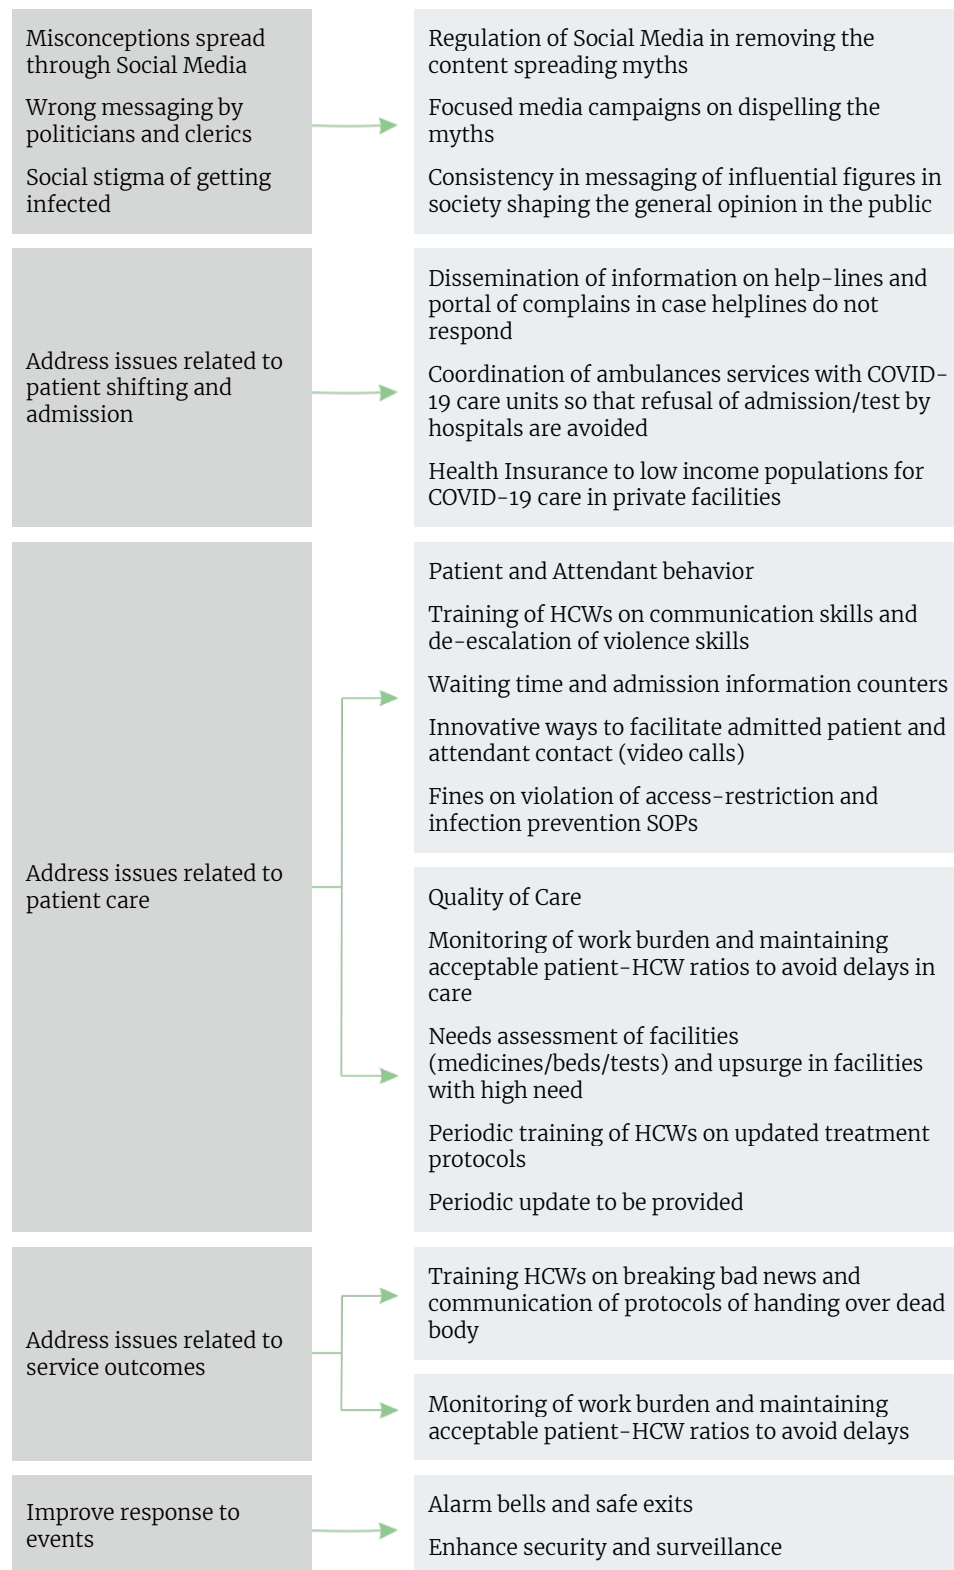 Misconceptions spread
through Social Media
Wrong messaging by
politicians and clerics
Social stigma of getting
infected
Regulation of Social Media in removing the
content spreading myths
Focused media campaigns on dispelling the
myths
Consistency in messaging of influential figures in
society shaping the general opinion in the public
Address issues related to
patient shifting and
admission
Dissemination of information on help-lines and
portal of complains in case helplines do not
respond
Coordination of ambulances services with COVID-
19 care units so that refusal of admission/test by
hospitals are avoided
Health Insurance to low income populations for
COVID-19 care in private facilities
Address issues related to
patient care
Patient and Attendant behavior
Training of HCWs on communication skills and
de-escalation of violence skills
Waiting time and admission information counters
Innovative ways to facilitate admitted patient and
attendant contact (video calls)
Fines on violation of access-restriction and
infection prevention SOPs
Quality of Care
Monitoring of work burden and maintaining
acceptable patient-HCW ratios to avoid delays in
care
Needs assessment of facilities
(medicines/beds/tests) and upsurge in facilities
with high need
Periodic training of HCWs on updated treatment
protocols
Periodic update to be provided
Address issues related to
service outcomes
Training HCWs on breaking bad news and
communication of protocols of handing over dead
body
Monitoring of work burden and maintaining
acceptable patient-HCW ratios to avoid delays
Improve response to
events
Alarm bells and safe exits
Enhance security and surveillance